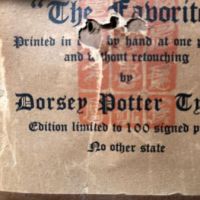 "The Favorite
Printed in by hand at one p
and without retouching
by
Dorsey Potter Ty
Edition limited to 100 signed p
No other state